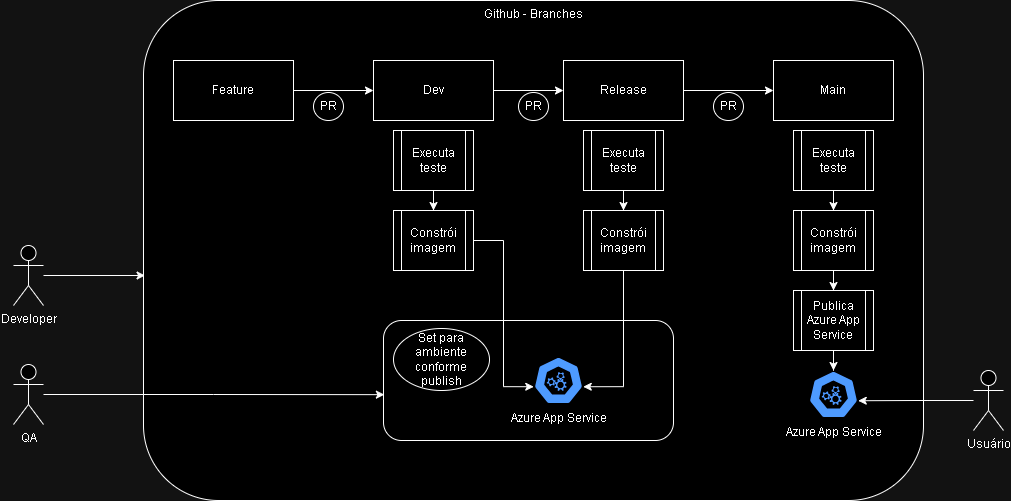 Github - Branches
Feature
PR
Dev
PR
Release
PR
Main
Executa
teste
Executa
teste
Executa
teste
Constrói
imagem
Constrói
imagem
Constrói
imagem
Developer
Publica
Azure App
Service
Set para
ambiente
conforme
publish
Azure App Service
Azure App Service
QA
Usuário